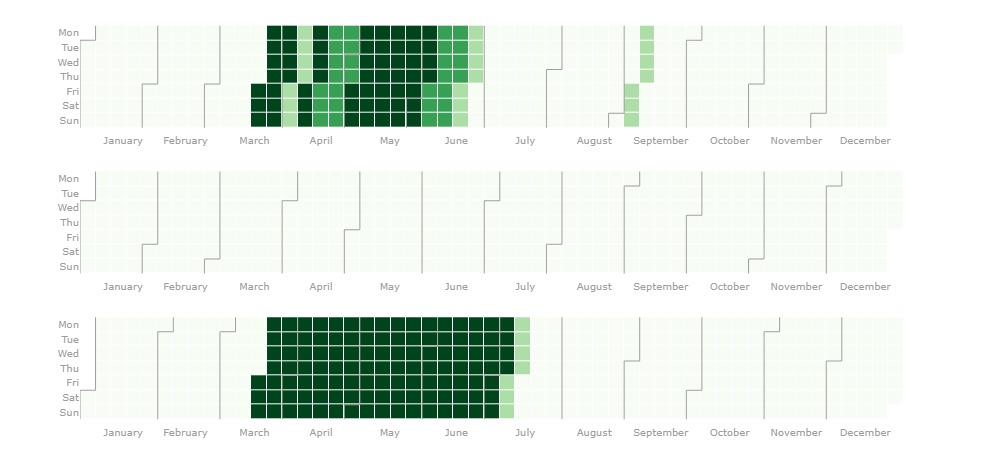 Mon
Tue
Wed
Thu
Fri
Sat
Sun
January February March April May June July August September October November December
Mon
Tue
Wed
Thu
Fri
Sat
Sun
January February March April May June July August September October November December
Mon
Tue
Wed
Thu
Fri
Sat
Sun
January February March April May June July August September October November December